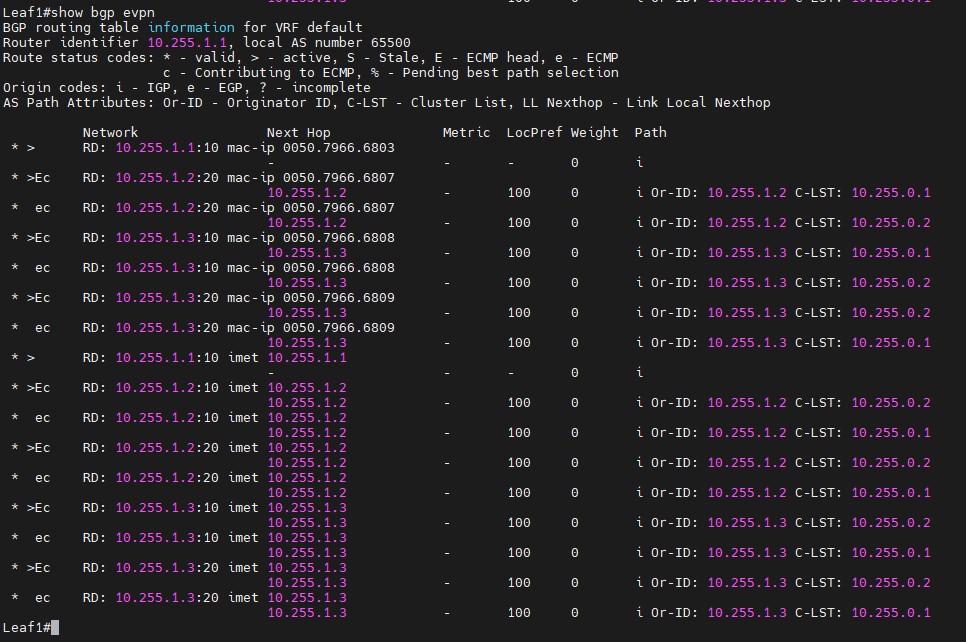 Leaf1#show bgp evpn
BGP routing table information for VRF default
Router identifier 10.255.1.1, local AS number 65500
Route status codes: * - valid, > - active, S - Stale, E - ECMP head, e - ECMP
                    c - Contributing to ECMP, % - Pending best path selection
Origin codes: i - IGP, e - EGP, ? - incomplete
AS Path Attributes: Or-ID - Originator ID, C-LST - Cluster List, LL Nexthop - Link Local Nexthop

          Network                Next Hop              Metric  LocPref Weight  Path
 * >      RD: 10.255.1.1:10 mac-ip 0050.7966.6803
                                 -                     -       -       0       i
 * >Ec    RD: 10.255.1.2:20 mac-ip 0050.7966.6807
                                 10.255.1.2            -       100     0       i Or-ID: 10.255.1.2 C-LST: 10.255.0.1
 *  ec    RD: 10.255.1.2:20 mac-ip 0050.7966.6807
                                 10.255.1.2            -       100     0       i Or-ID: 10.255.1.2 C-LST: 10.255.0.2
 * >Ec    RD: 10.255.1.3:10 mac-ip 0050.7966.6808
                                 10.255.1.3            -       100     0       i Or-ID: 10.255.1.3 C-LST: 10.255.0.1
 *  ec    RD: 10.255.1.3:10 mac-ip 0050.7966.6808
                                 10.255.1.3            -       100     0       i Or-ID: 10.255.1.3 C-LST: 10.255.0.2
 * >Ec    RD: 10.255.1.3:20 mac-ip 0050.7966.6809
                                 10.255.1.3            -       100     0       i Or-ID: 10.255.1.3 C-LST: 10.255.0.2
 *  ec    RD: 10.255.1.3:20 mac-ip 0050.7966.6809
                                 10.255.1.3            -       100     0       i Or-ID: 10.255.1.3 C-LST: 10.255.0.1
 * >      RD: 10.255.1.1:10 imet 10.255.1.1
                                 -                     -       -       0       i
 * >Ec    RD: 10.255.1.2:10 imet 10.255.1.2
                                 10.255.1.2            -       100     0       i Or-ID: 10.255.1.2 C-LST: 10.255.0.2
 *  ec    RD: 10.255.1.2:10 imet 10.255.1.2
                                 10.255.1.2            -       100     0       i Or-ID: 10.255.1.2 C-LST: 10.255.0.1
 * >Ec    RD: 10.255.1.2:20 imet 10.255.1.2
                                 10.255.1.2            -       100     0       i Or-ID: 10.255.1.2 C-LST: 10.255.0.2
 *  ec    RD: 10.255.1.2:20 imet 10.255.1.2
                                 10.255.1.2            -       100     0       i Or-ID: 10.255.1.2 C-LST: 10.255.0.1
 * >Ec    RD: 10.255.1.3:10 imet 10.255.1.3
                                 10.255.1.3            -       100     0       i Or-ID: 10.255.1.3 C-LST: 10.255.0.2
 *  ec    RD: 10.255.1.3:10 imet 10.255.1.3
                                 10.255.1.3            -       100     0       i Or-ID: 10.255.1.3 C-LST: 10.255.0.1
 * >Ec    RD: 10.255.1.3:20 imet 10.255.1.3
                                 10.255.1.3            -       100     0       i Or-ID: 10.255.1.3 C-LST: 10.255.0.2
 *  ec    RD: 10.255.1.3:20 imet 10.255.1.3
                                 10.255.1.3            -       100     0       i Or-ID: 10.255.1.3 C-LST: 10.255.0.1
Leaf1#